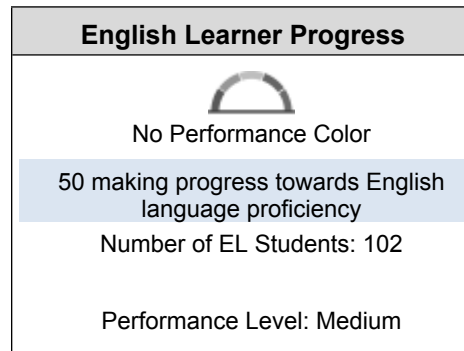 English Learner Progress
No Performance Color
50 making progress towards English
language proficiency
Number of EL Students: 102
Performance Level: Medium